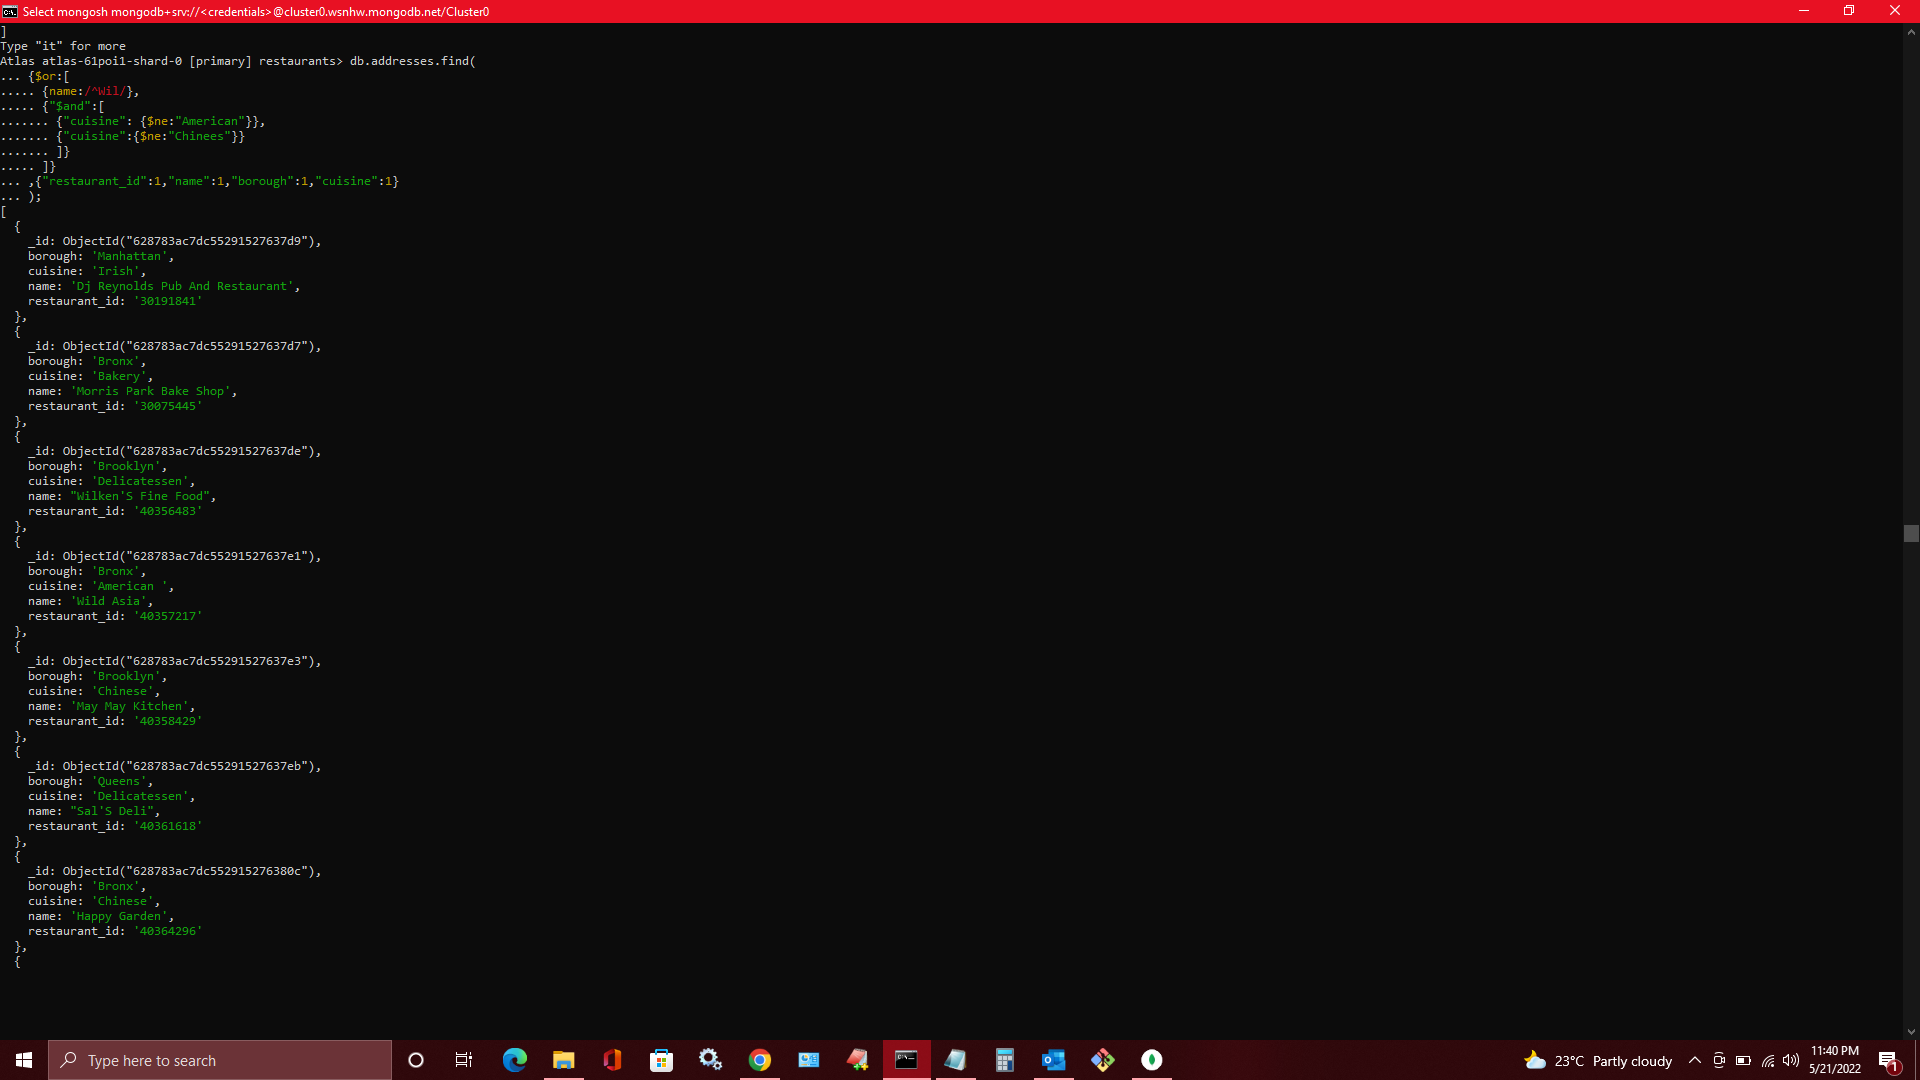 Select mongosh mongodb+srv://<credentials>@cluster0.wsnhw.mongodb.net/Cluster0
]
Type "it" for more
Atlas atlas-61poi1-shard-0 [primary] restaurants> db.addresses.find(
... {$or:[
..... {name:/^Wil/},
..... {"$and":[
....... {"cuisine": {$ne:"American"}},
....... {"cuisine":{$ne:"Chinees"}}
....... ]}
..... ]}
... ,{"restaurant_id":1,"name":1,"borough":1,"cuisine":1}
... );
[
  {
    _id: ObjectId("628783ac7dc55291527637d9"),
    borough: 'Manhattan',
    cuisine: 'Irish',
    name: 'Dj Reynolds Pub And Restaurant',
    restaurant_id: '30191841'
  },
  {
    _id: ObjectId("628783ac7dc55291527637d7"),
    borough: 'Bronx',
    cuisine: 'Bakery',
    name: 'Morris Park Bake Shop',
    restaurant_id: '30075445'
  },
  {
    _id: ObjectId("628783ac7dc55291527637de"),
    borough: 'Brooklyn',
    cuisine: 'Delicatessen',
    name: "Wilken'S Fine Food",
    restaurant_id: '40356483'
  },
  {
    _id: ObjectId("628783ac7dc55291527637e1"),
    borough: 'Bronx',
    cuisine: 'American ',
    name: 'Wild Asia',
    restaurant_id: '40357217'
  },
  {
    _id: ObjectId("628783ac7dc55291527637e3"),
    borough: 'Brooklyn',
    cuisine: 'Chinese',
    name: 'May May Kitchen',
    restaurant_id: '40358429'
  },
  {
    _id: ObjectId("628783ac7dc55291527637eb"),
    borough: 'Queens',
    cuisine: 'Delicatessen',
    name: "Sal'S Deli",
    restaurant_id: '40361618'
  },
  {
    _id: ObjectId("628783ac7dc552915276380c"),
    borough: 'Bronx',
    cuisine: 'Chinese',
    name: 'Happy Garden',
    restaurant_id: '40364296'
  },
  {
Type here to search
23°C Partly cloudy
11:40 PM
5/21/2022
1